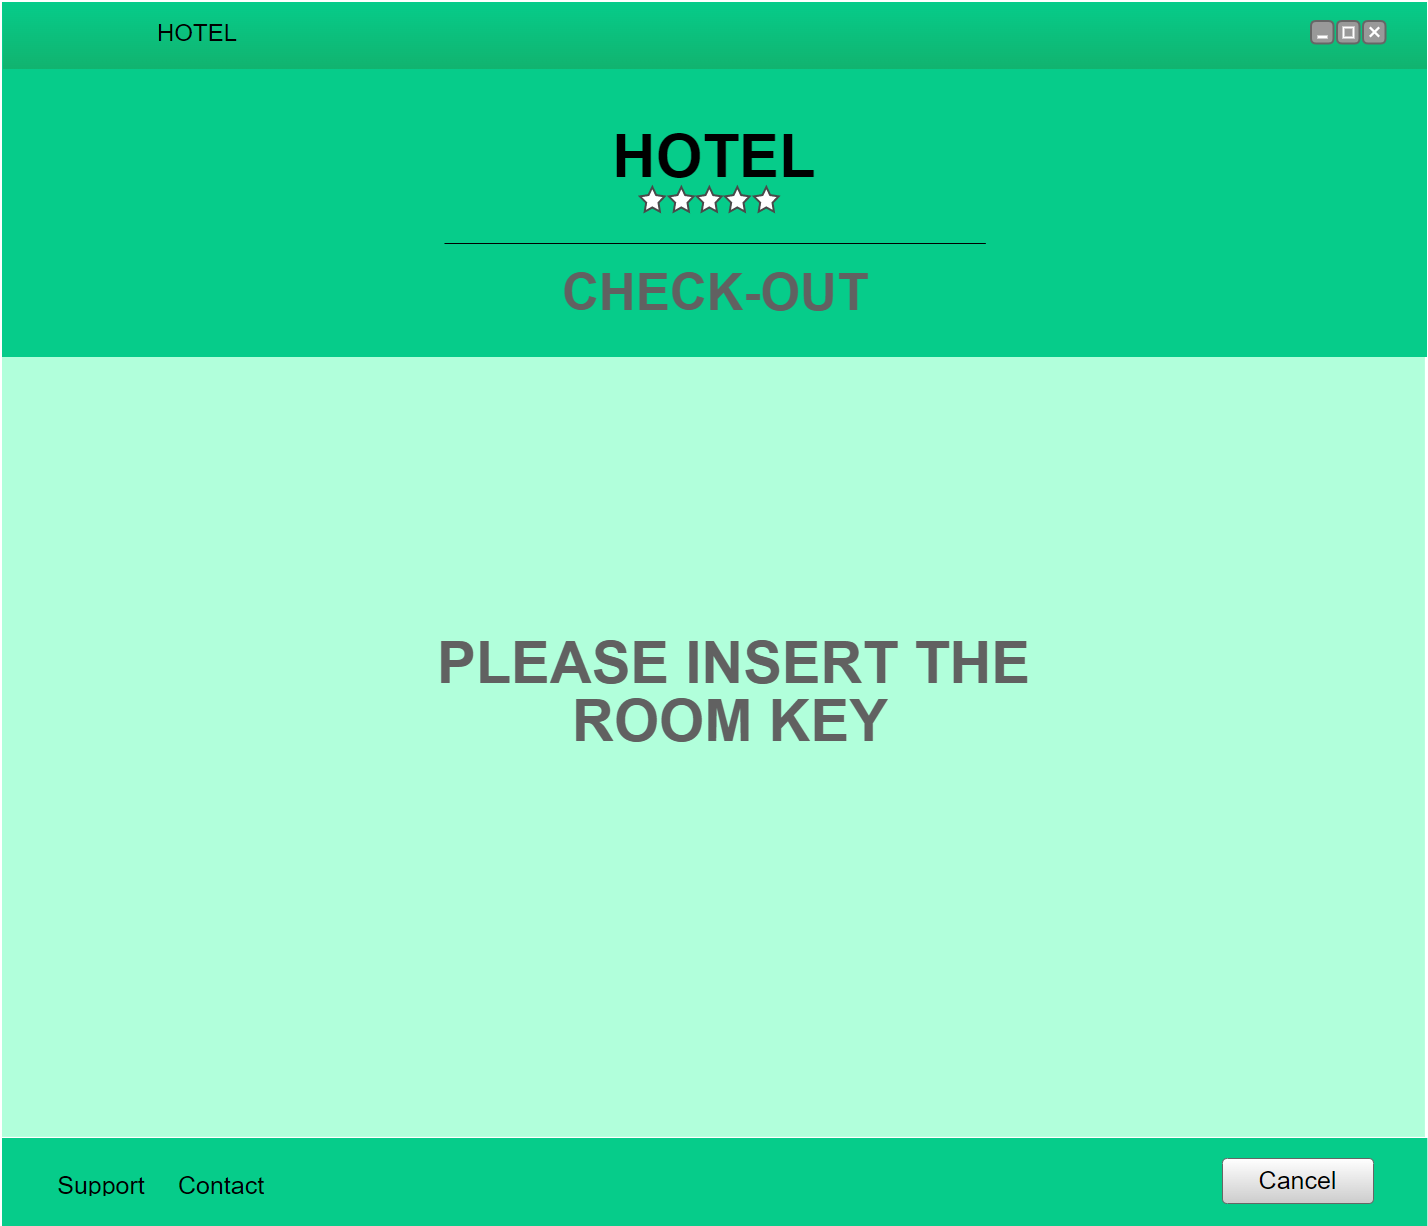 HOTEL
HOTEL
CHECK-OUT
PLEASE INSERT THE
ROOM KEY
Support Contact
Cancel